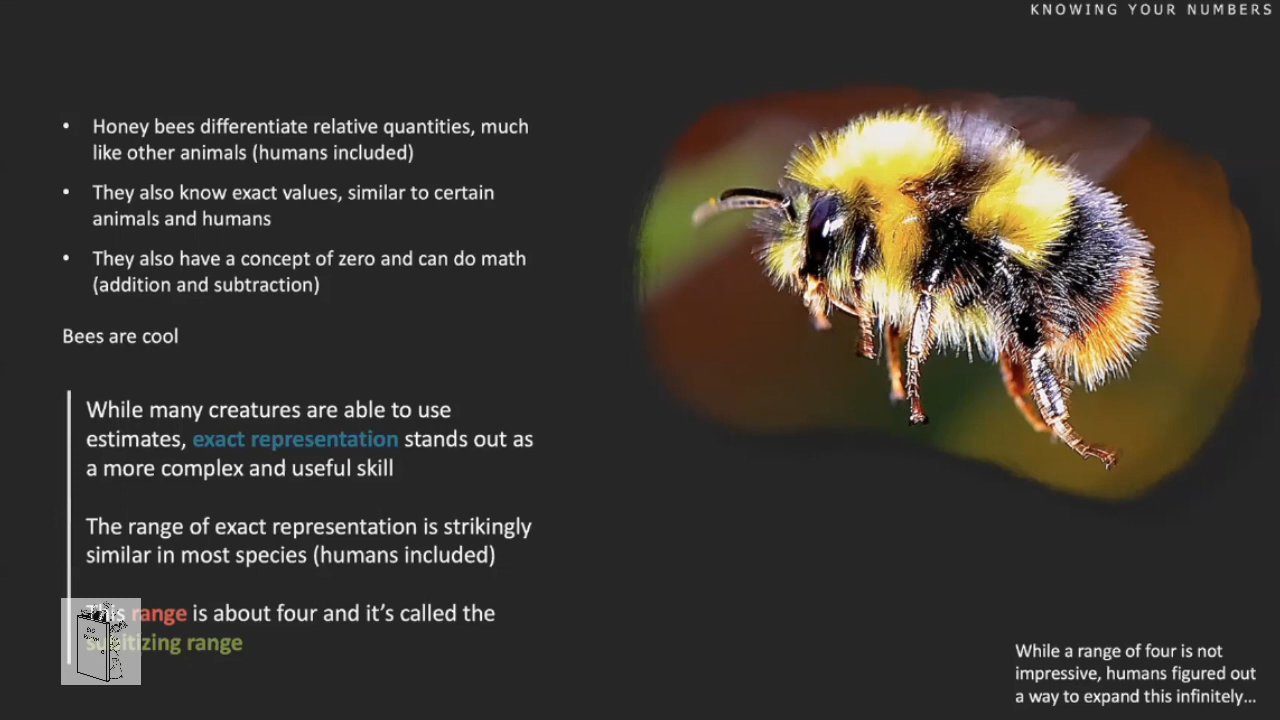 KNOWING YOUR NUMBERS
• Honey bees differentiate relative quantities, much
like other animals (humans included)
• They also know exact values, similar to certain
animals and humans
• They also have a concept of zero and can do math
(addition and subtraction)
Bees are cool
While many creatures are able to use
estimates, exact representation stands out as
a more complex and useful skill
The range of exact representation is strikingly
similar in most species (humans included)
This range is about four and it’s called the
subitizing range
While a range of four is not
impressive, humans figured out
a way to expand this infinitely...